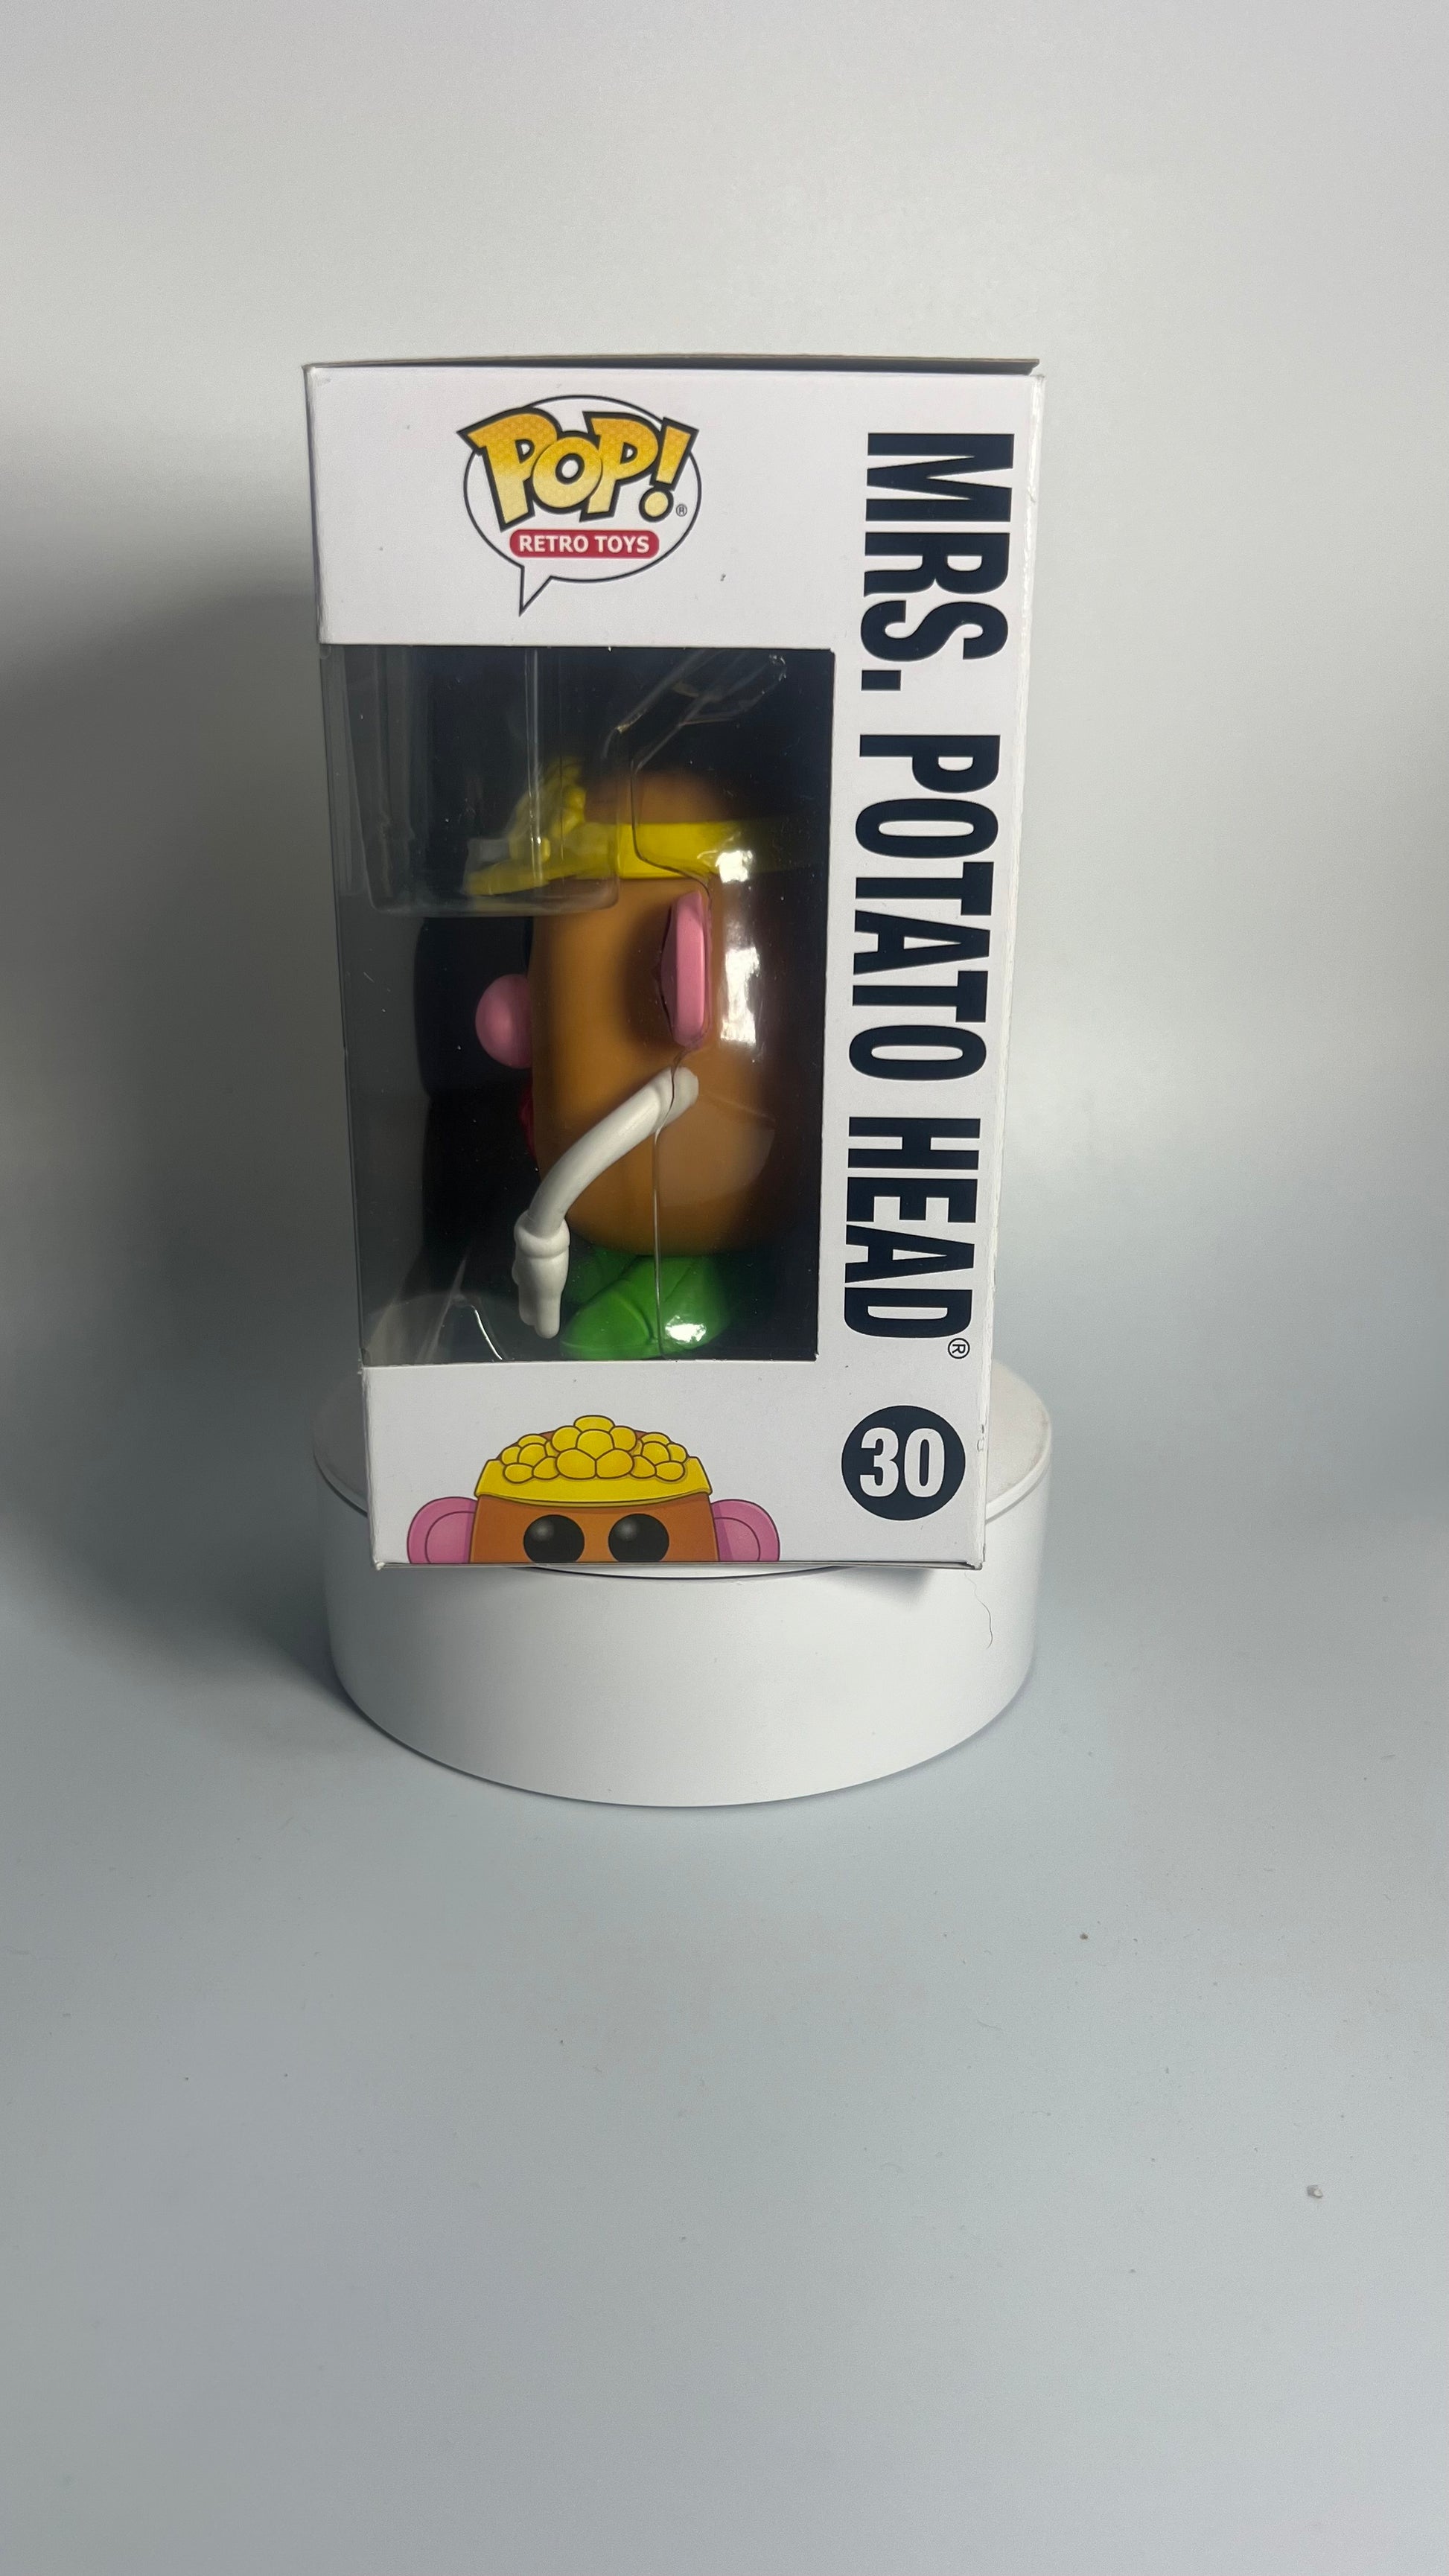 POP!®
RETRO TOYS
MRS. POTATO HEAD®
30